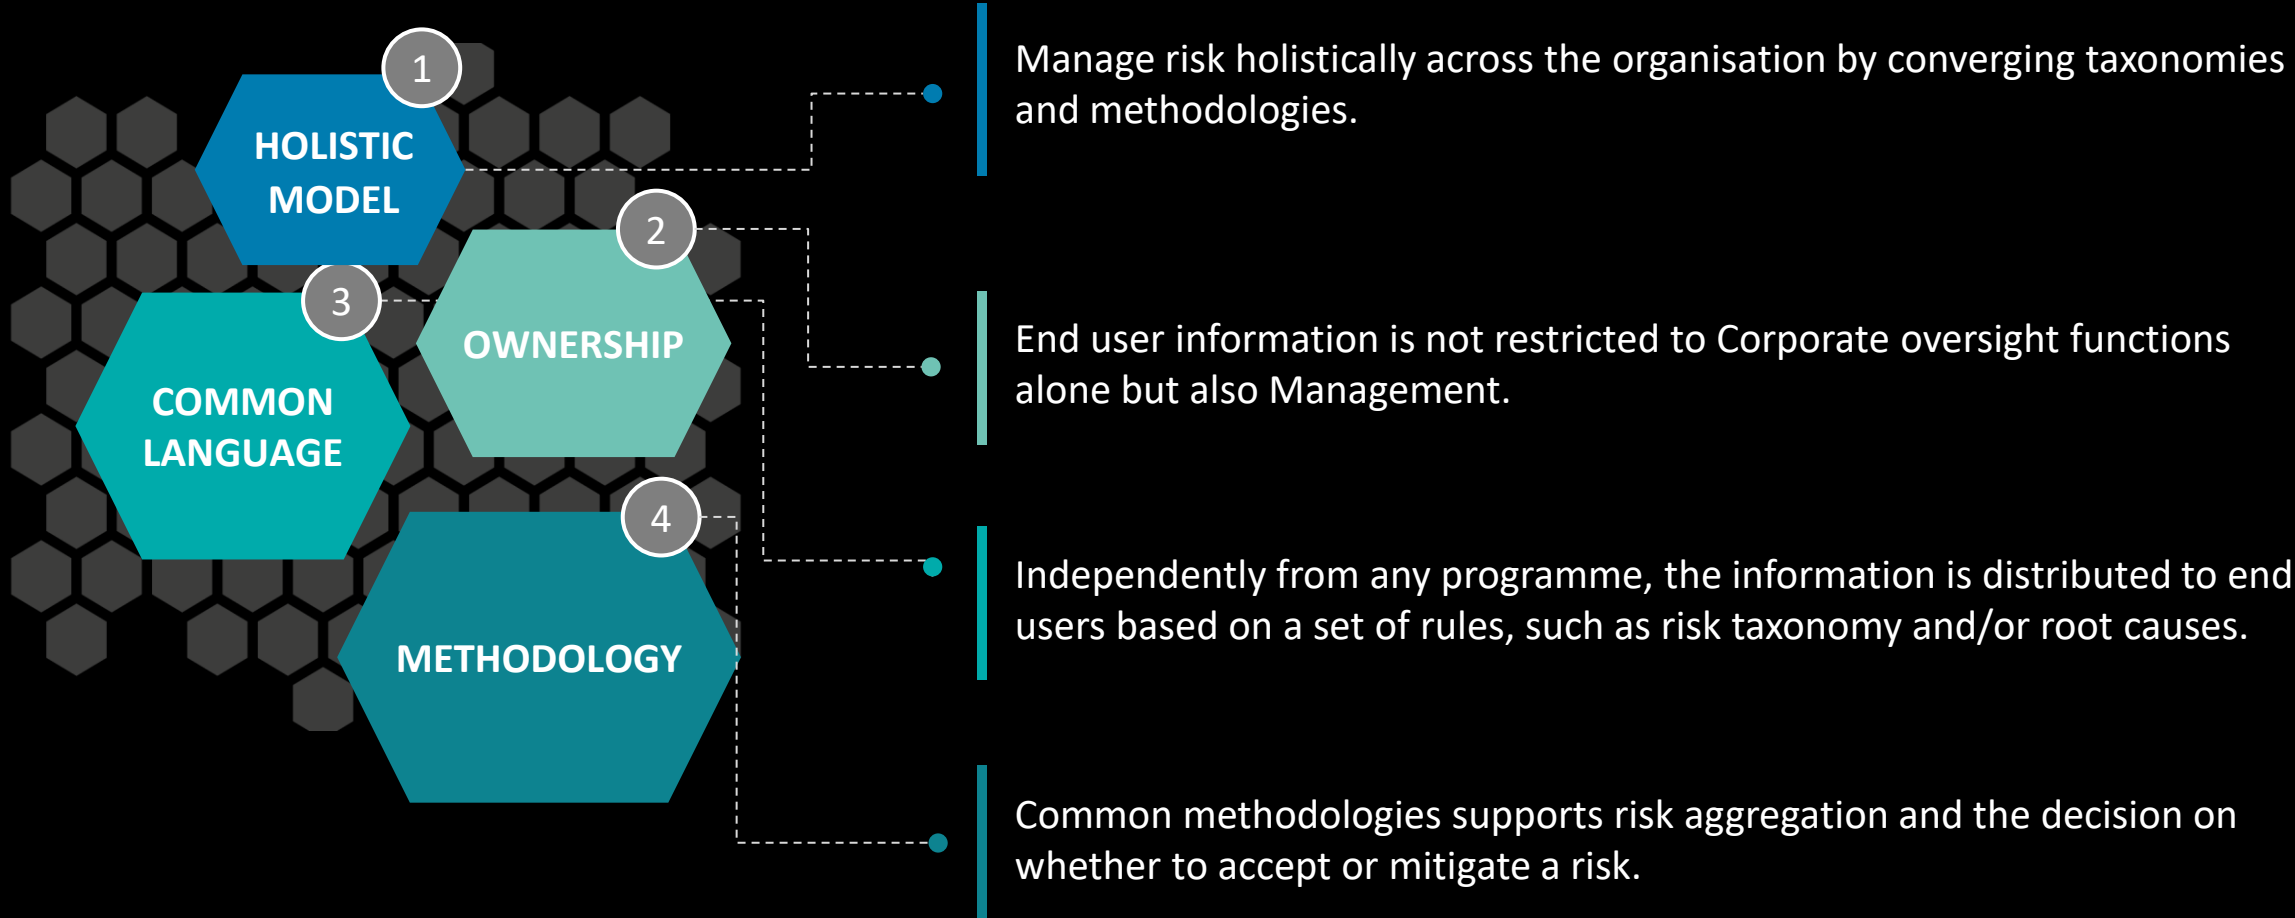 1
HOLISTIC
MODEL
Manage risk holistically across the organisation by converging taxonomies
and methodologies.
2
OWNERSHIP
End user information is not restricted to Corporate oversight functions
alone but also Management.
3
COMMON
LANGUAGE
Independently from any programme, the information is distributed to end
users based on a set of rules, such as risk taxonomy and/or root causes.
4
METHODOLOGY
Common methodologies supports risk aggregation and the decision on
whether to accept or mitigate a risk.